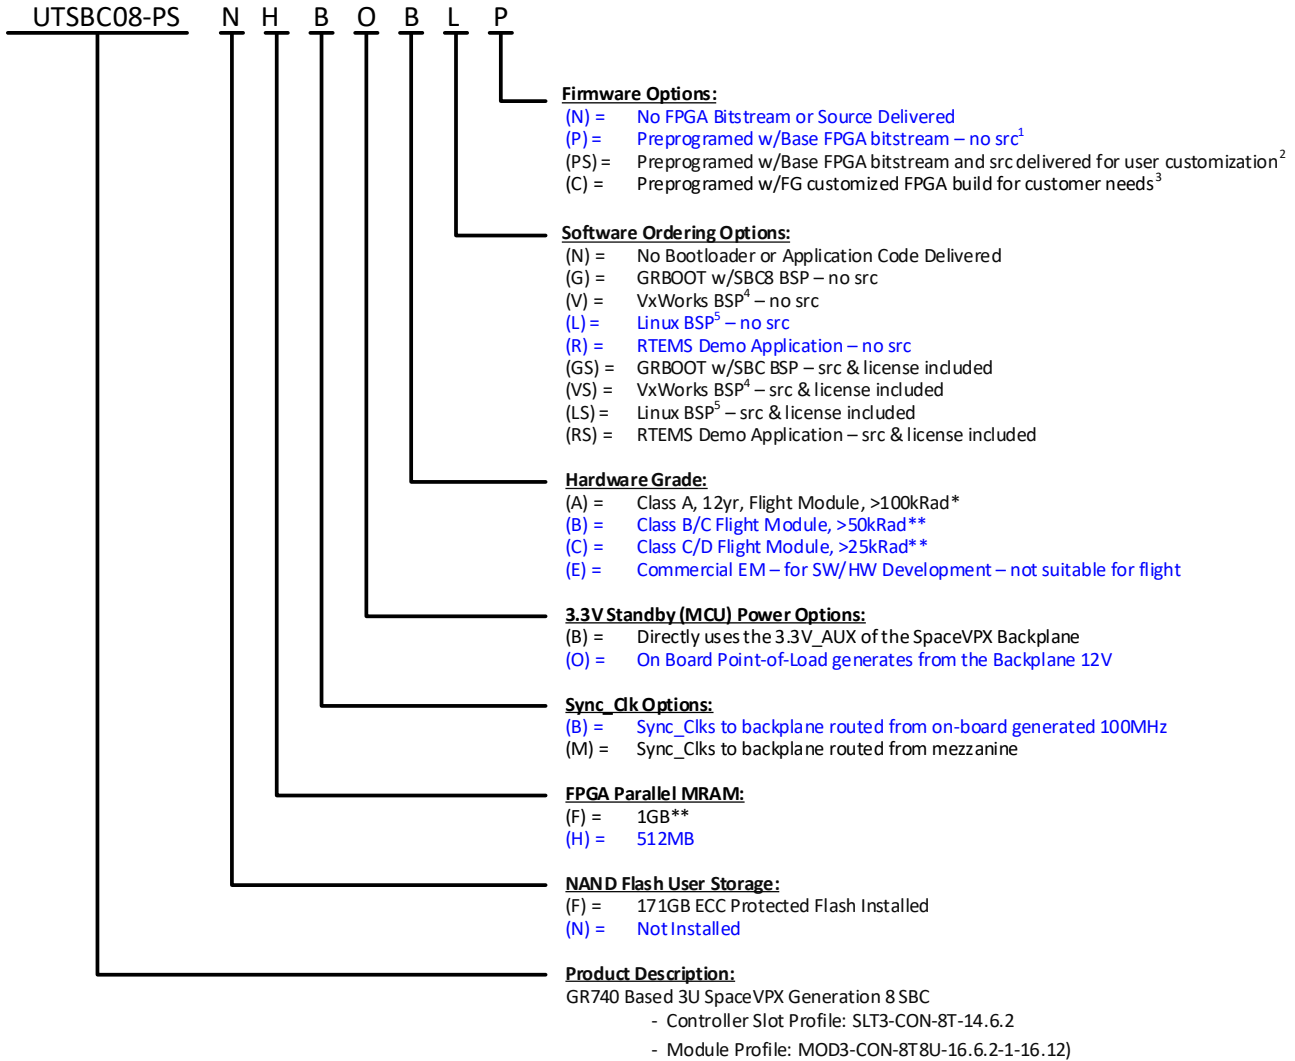 UTSBC08-PS N H B O B L P
Firmware Options:
(N) = No FPGA Bitstream or Source Delivered
(P) = Preprogramed w/Base FPGA bitstream – no src¹
(PS) = Preprogramed w/Base FPGA bitstream and src delivered for user customization²
(C) = Preprogramed w/FG customized FPGA build for customer needs³
Software Ordering Options:
(N) = No Bootloader or Application Code Delivered
(G) = GRBOOT w/SBC8 BSP – no src
(V) = VxWorks BSP⁴ – no src
(L) = Linux BSP⁵ – no src
(R) = RTEMS Demo Application – no src
(GS) = GRBOOT w/SBC BSP – src & license included
(VS) = VxWorks BSP⁴ – src & license included
(LS) = Linux BSP⁵ – src & license included
(RS) = RTEMS Demo Application – src & license included
Hardware Grade:
(A) = Class A, 12yr, Flight Module, >100kRad*
(B) = Class B/C Flight Module, >50kRad**
(C) = Class C/D Flight Module, >25kRad**
(E) = Commercial EM – for SW/HW Development – not suitable for flight
3.3V Standby (MCU) Power Options:
(B) = Directly uses the 3.3V_AUX of the SpaceVPX Backplane
(O) = On Board Point-of-Load generates from the Backplane 12V
Sync_Clk Options:
(B) = Sync_Clks to backplane routed from on-board generated 100MHz
(M) = Sync_Clks to backplane routed from mezzanine
FPGA Parallel MRAM:
(F) = 1GB**
(H) = 512MB
NAND Flash User Storage:
(F) = 171GB ECC Protected Flash Installed
(N) = Not Installed
Product Description:
GR740 Based 3U SpaceVPX Generation 8 SBC
- Controller Slot Profile: SLT3-CON-8T-14.6.2
- Module Profile: MOD3-CON-8T8U-16.6.2-1-16.12)